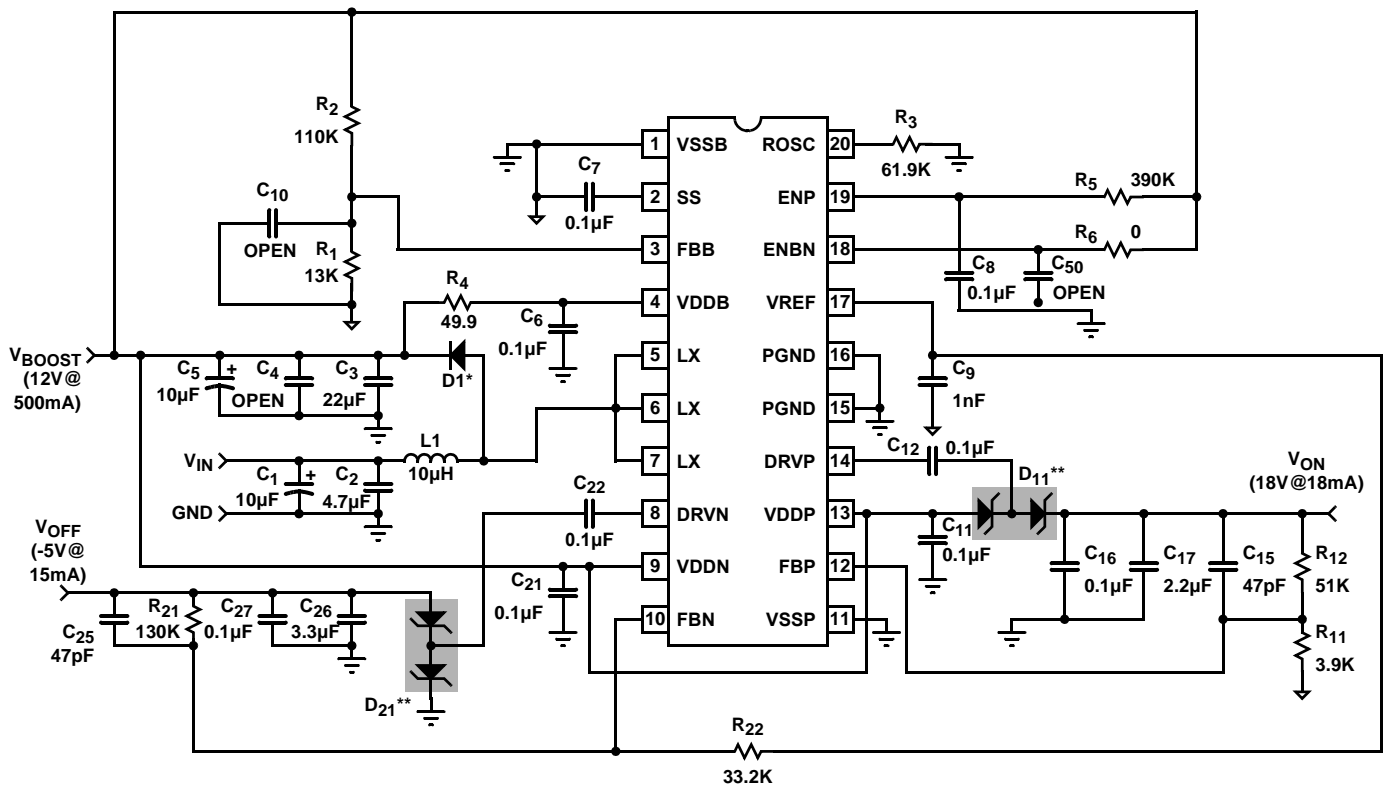 R2
110K
C10
OPEN
R1
13K
R4
49.9
C6
0.1µF
C7
0.1µF
VBOOST
(12V@
500mA)
C5
10µF
+
C4
OPEN
C3
22µF
D1*
VIN
GND
C1
10µF
+
C2
4.7µF
L1
10µH
VOFF
(-5V@
15mA)
C25
47pF
R21
130K
C27
0.1µF
C26
3.3µF
D21**
C22
0.1µF
C21
0.1µF
1 VSSB
2 SS
3 FBB
4 VDDB
5 LX
6 LX
7 LX
8 DRVN
9 VDDN
10 FBN
ROSC 20
ENP 19
ENBN 18
VREF 17
PGND 16
PGND 15
DRVP 14
VDDP 13
FBP 12
VSSP 11
R3
61.9K
R5 390K
R6 0
C8
0.1µF
C50
OPEN
C9
1nF
C12 0.1µF
D11**
VON
(18V@18mA)
C11
0.1µF
C16
0.1µF
C17
2.2µF
C15
47pF
R12
51K
R11
3.9K
R22
33.2K